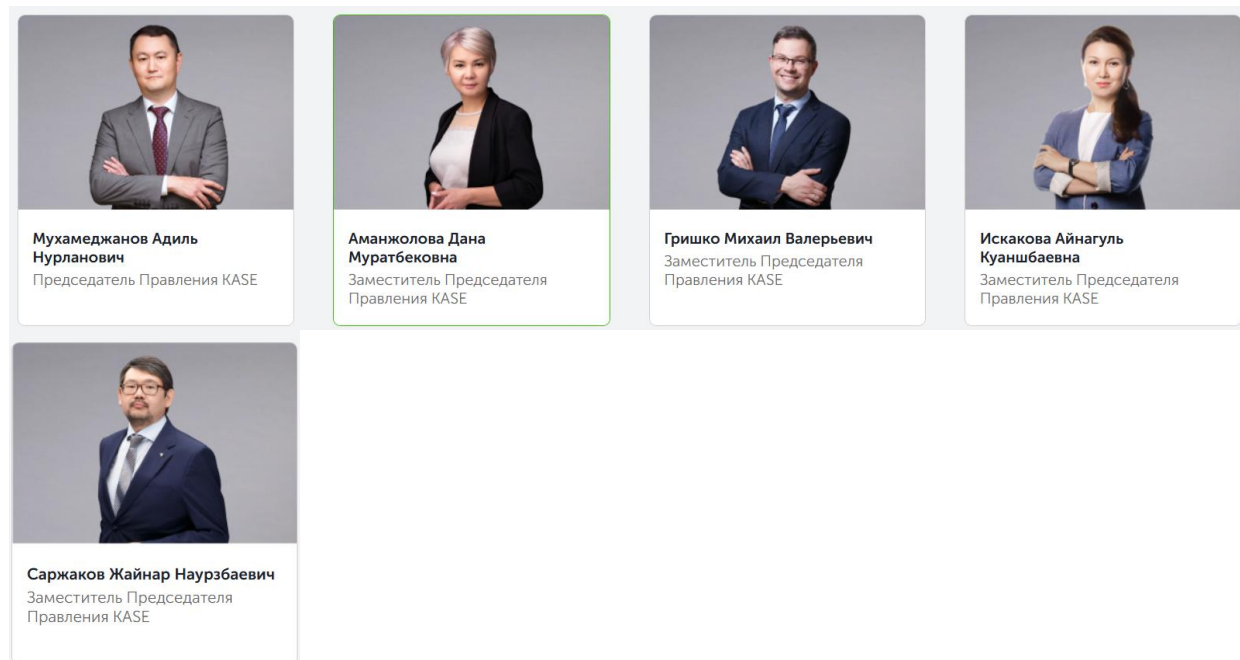 Мухамеджанов Адиль
Нурланович
Председатель Правления KASE
Аманжолова Дана
Муратбековна
Заместитель Председателя
Правления KASE
Гришко Михаил Валерьевич
Заместитель Председателя
Правления KASE
Искакова Айнагуль
Куаншбаевна
Заместитель Председателя
Правления KASE
Саржаков Жайнар Наурзбаевич
Заместитель Председателя
Правления KASE